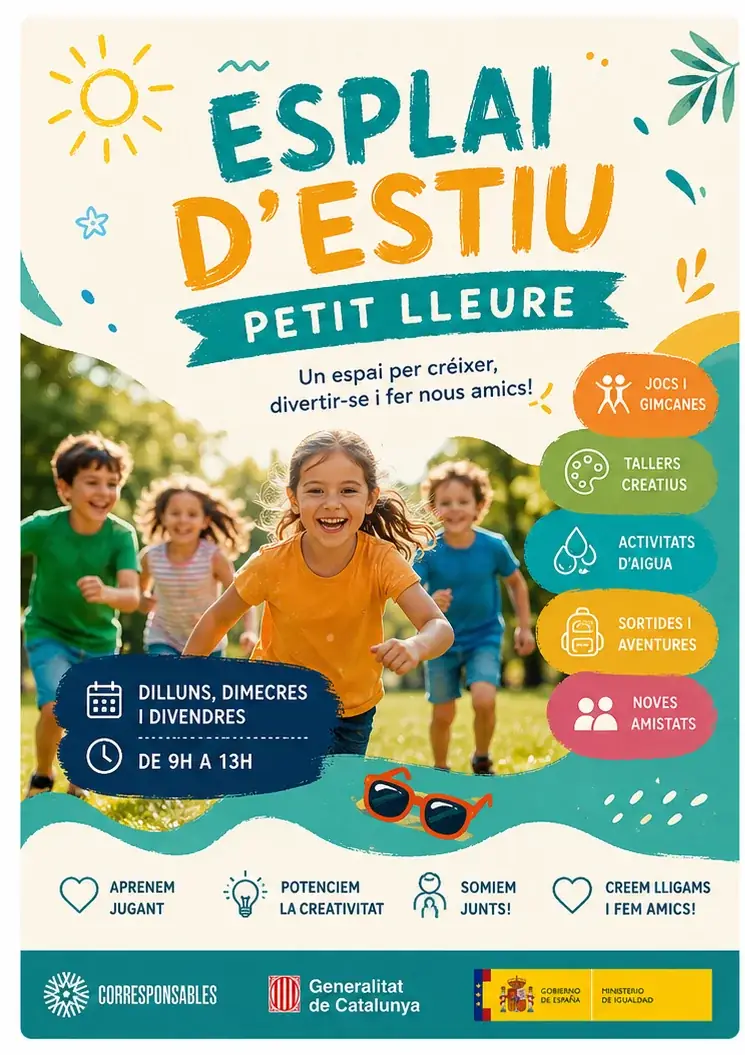 ESPLAI
D'ESTIU
PETIT LLEURE
Un espai per créixer,
divertir-se i fer nous amics!
JOCS I
GIMCANES
TALLERS
CREATIUS
ACTIVITATS
D'AIGUA
SORTIDES I
AVENTURES
NOVES
AMISTATS
DILLUNS, DIMECRES
I DIVENDRES
DE 9H A 13H
APRENEM
JUGANT
POTENCIEM
LA CREATIVITAT
SOMIEM
JUNTS!
CREEM LLIGAMS
I FEM AMICS!
CORRESPONSABLES
Generalitat
de Catalunya
GOBIERNO
DE ESPAÑA
MINISTERIO
DE IGUALDAD